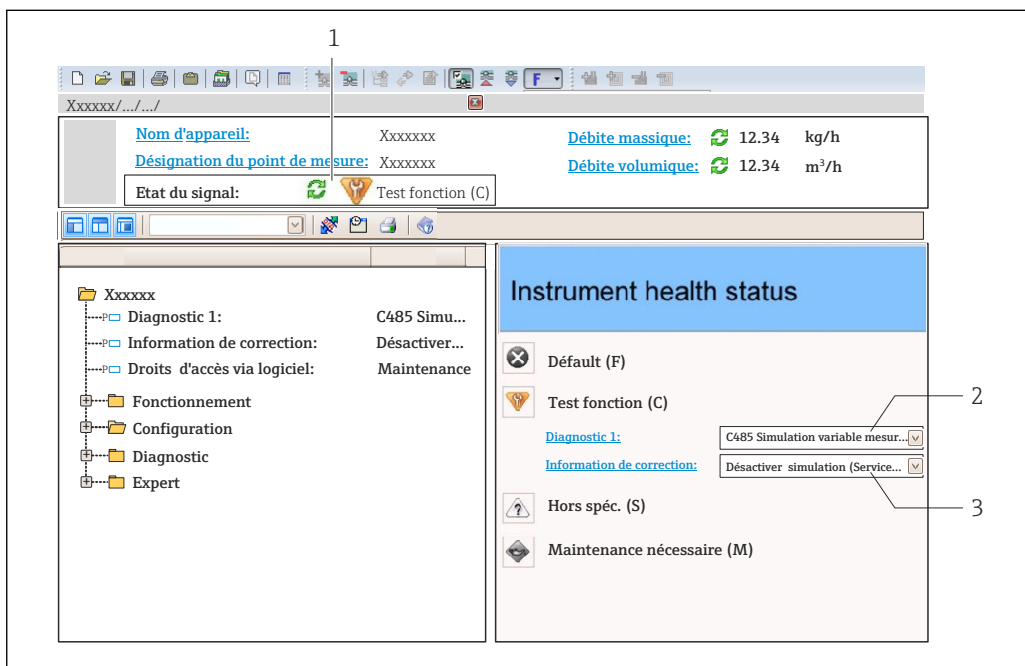 1
F
Xxxxxx/.../.../
Nom d'appareil: Xxxxxxx Débite massique: 12.34 kg/h
Désignation du point de mesure: Xxxxxxx Débite volumique: 12.34 m³/h
Etat du signal: Test fonction (C)
Xxxxxx
Diagnostic 1: C485 Simu...
Information de correction: Désactiver...
Droits d'accès via logiciel: Maintenance
Fonctionnement
Configuration
Diagnostic
Expert
Instrument health status
Défault (F)
Test fonction (C)
Diagnostic 1: C485 Simulation variable mesur... 2
Information de correction: Désactiver simulation (Service...
Hors spéc. (S) 3
Maintenance nécessaire (M)